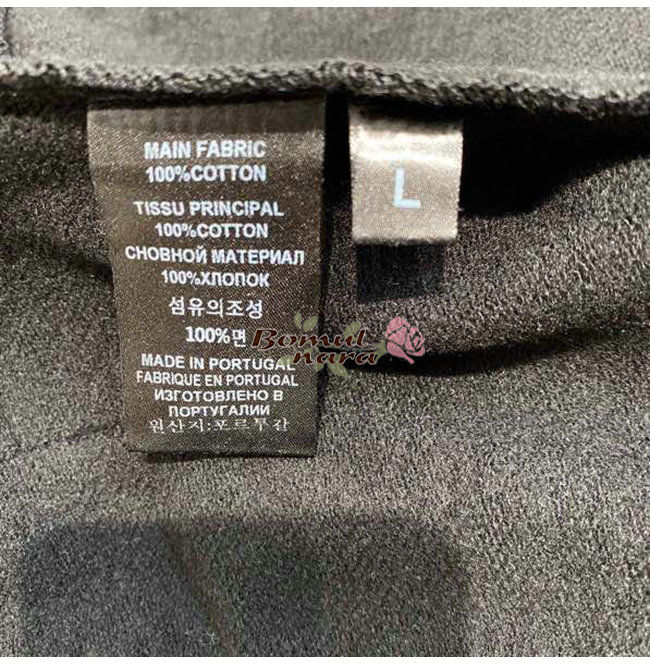 MAIN FABRIC
100%COTTON
L
TISSU PRINCIPAL
100%COTTON
СНОВНОЙ МАТЕРИАЛ
100%ХЛОПОК
섬유의조성
100%면
Bomul
nara
MADE IN PORTUGAL
FABRIQUE EN PORTUGAL
ИЗГОТОВЛЕНО В
ПОРТУГАЛИИ
원산지:포르투갈